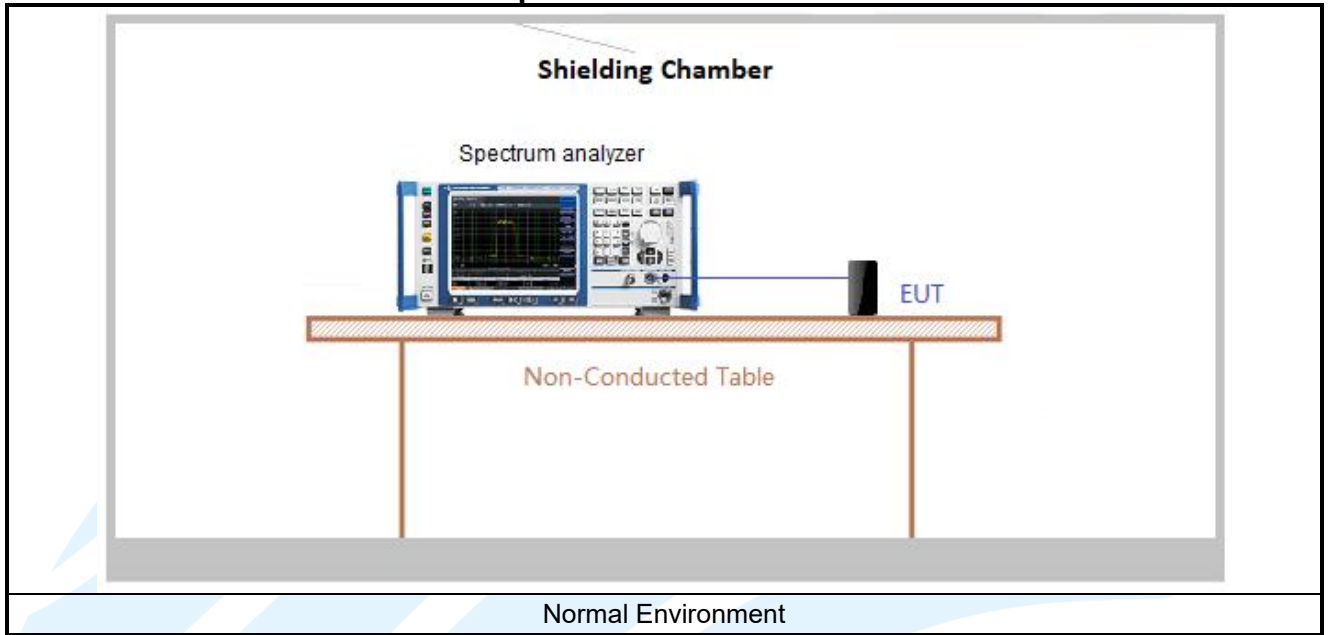 Shielding Chamber
Spectrum analyzer
EUT
Non-Conducted Table
Normal Environment